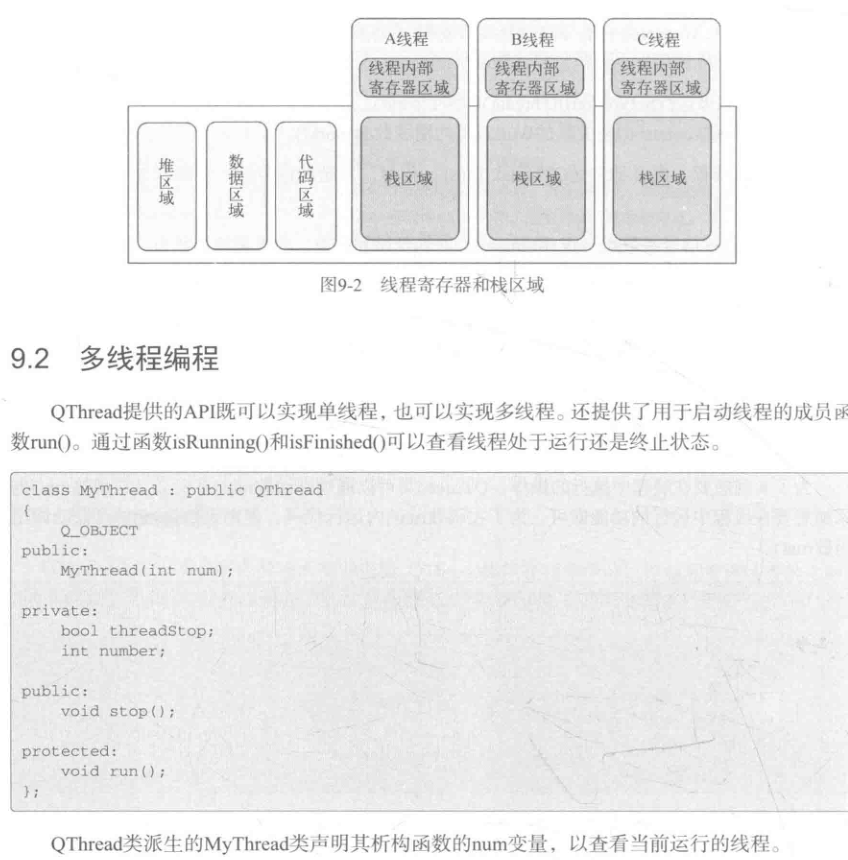 A线程 B线程 C线程
线程内部 线程内部 线程内部
寄存器区域 寄存器区域 寄存器区域
堆区域 数据区域 代码区域 栈区域 栈区域 栈区域
图9-2 线程寄存器和栈区域
9.2 多线程编程
QThread提供的API既可以实现单线程，也可以实现多线程。还提供了用于启动线程的成员函
数run()。通过函数isRunning()和isFinished()可以查看线程处于运行还是终止状态。
class MyThread : public QThread
{
    Q_OBJECT
public:
    MyThread(int num);
private:
    bool threadStop;
    int number;
public:
    void stop();
protected:
    void run();
};
QThread类派生的MyThread类声明其析构函数的num变量，以查看当前运行的线程。